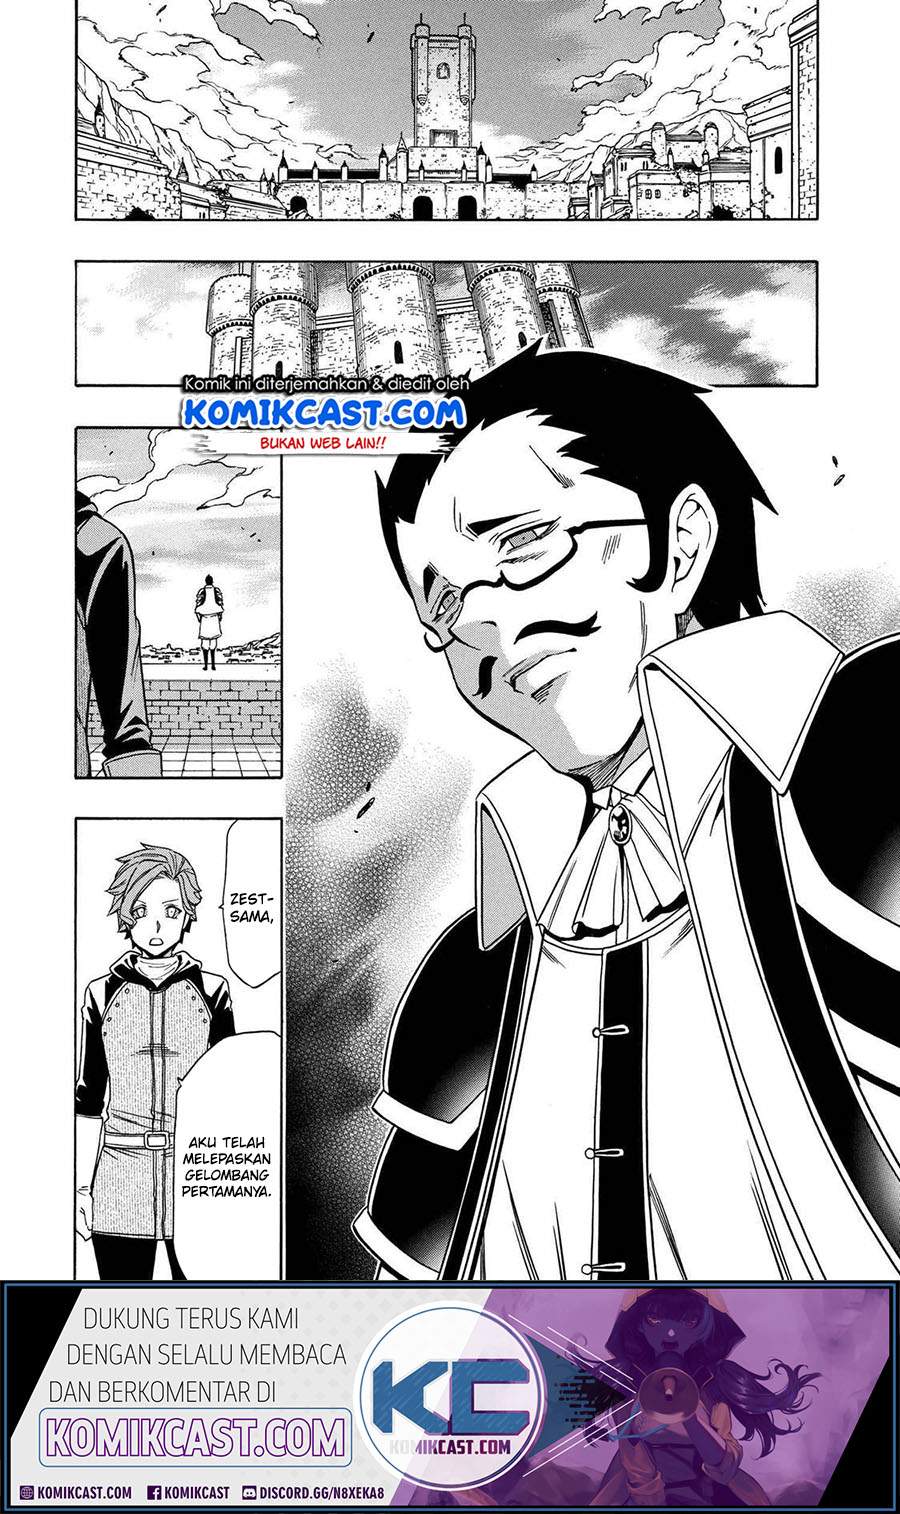 Komik ini diterjemahkan & diedit oleh
KOMIKCAST.COM
BUKAN WEB LAIN!!
ZEST-
SAMA,
AKU TELAH
MELEPASKAN
GELOMBANG
PERTAMANYA.
DUKUNG TERUS KAMI
DENGAN SELALU MEMBACA
DAN BERKOMENTAR DI
KOMIKCAST.COM
KC
KOMIKCAST.COM
KOMIKCAST.COM
KOMIKCAST
DISCORD.GG/N8XEKA8